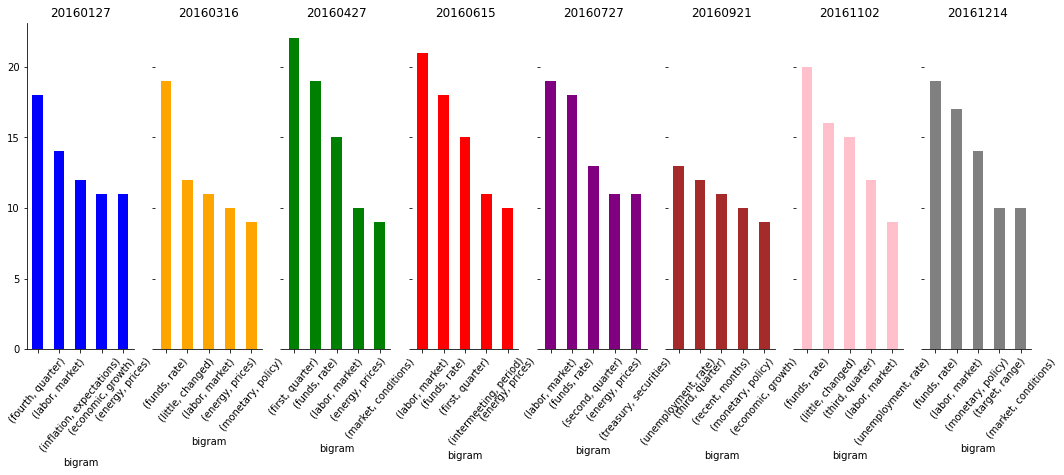 20160127
20160316
20160427
20160615
20160727
20160921
20161102
20161214
20
15
10
5
0
(fourth, quarter)
(labor, market)
(inflation, expectations)
(economic, growth)
(energy, prices)
bigram
(funds, rate)
(little, changed)
(labor, market)
(energy, prices)
(monetary, policy)
bigram
(first, quarter)
(funds, rate)
(labor, market)
(energy, prices)
(market, conditions)
bigram
(labor, market)
(funds, rate)
(first, quarter)
(intermeeting, period)
(energy, prices)
bigram
(labor, market)
(funds, rate)
(second, quarter)
(energy, prices)
(treasury, securities)
bigram
(unemployment, rate)
(third, quarter)
(recent, months)
(monetary, policy)
(economic, growth)
bigram
(funds, rate)
(little, changed)
(third, quarter)
(labor, market)
(unemployment, rate)
bigram
(funds, rate)
(labor, market)
(monetary, policy)
(target, range)
(market, conditions)
bigram